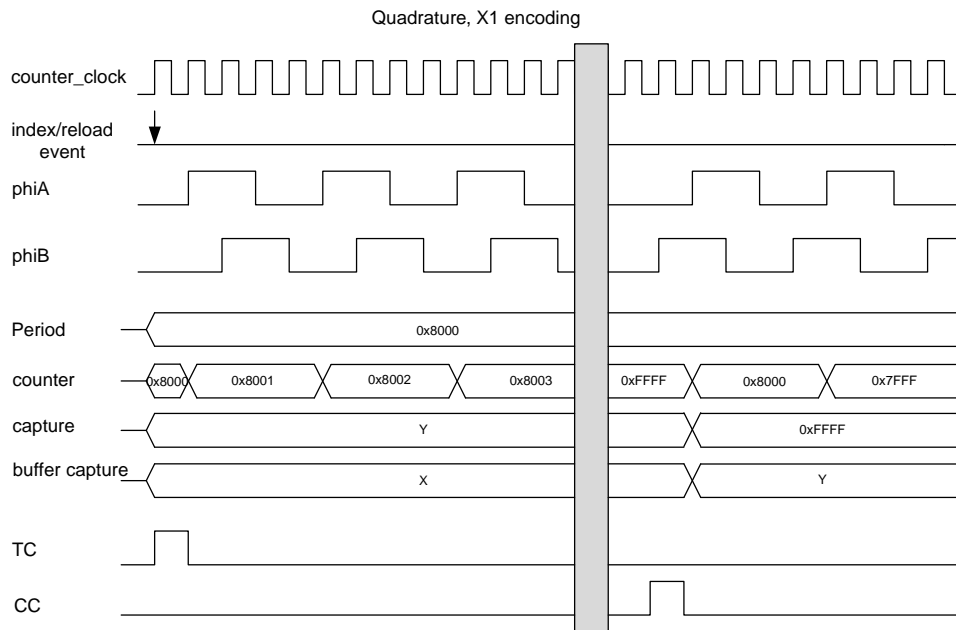 Quadrature, X1 encoding
counter_clock
index/reload
event
phiA
phiB
Period
0x8000
counter
0x8000
0x8001
0x8002
0x8003
0xFFFF
0x8000
0x7FFF
capture
Y
0xFFFF
buffer capture
X
Y
TC
CC